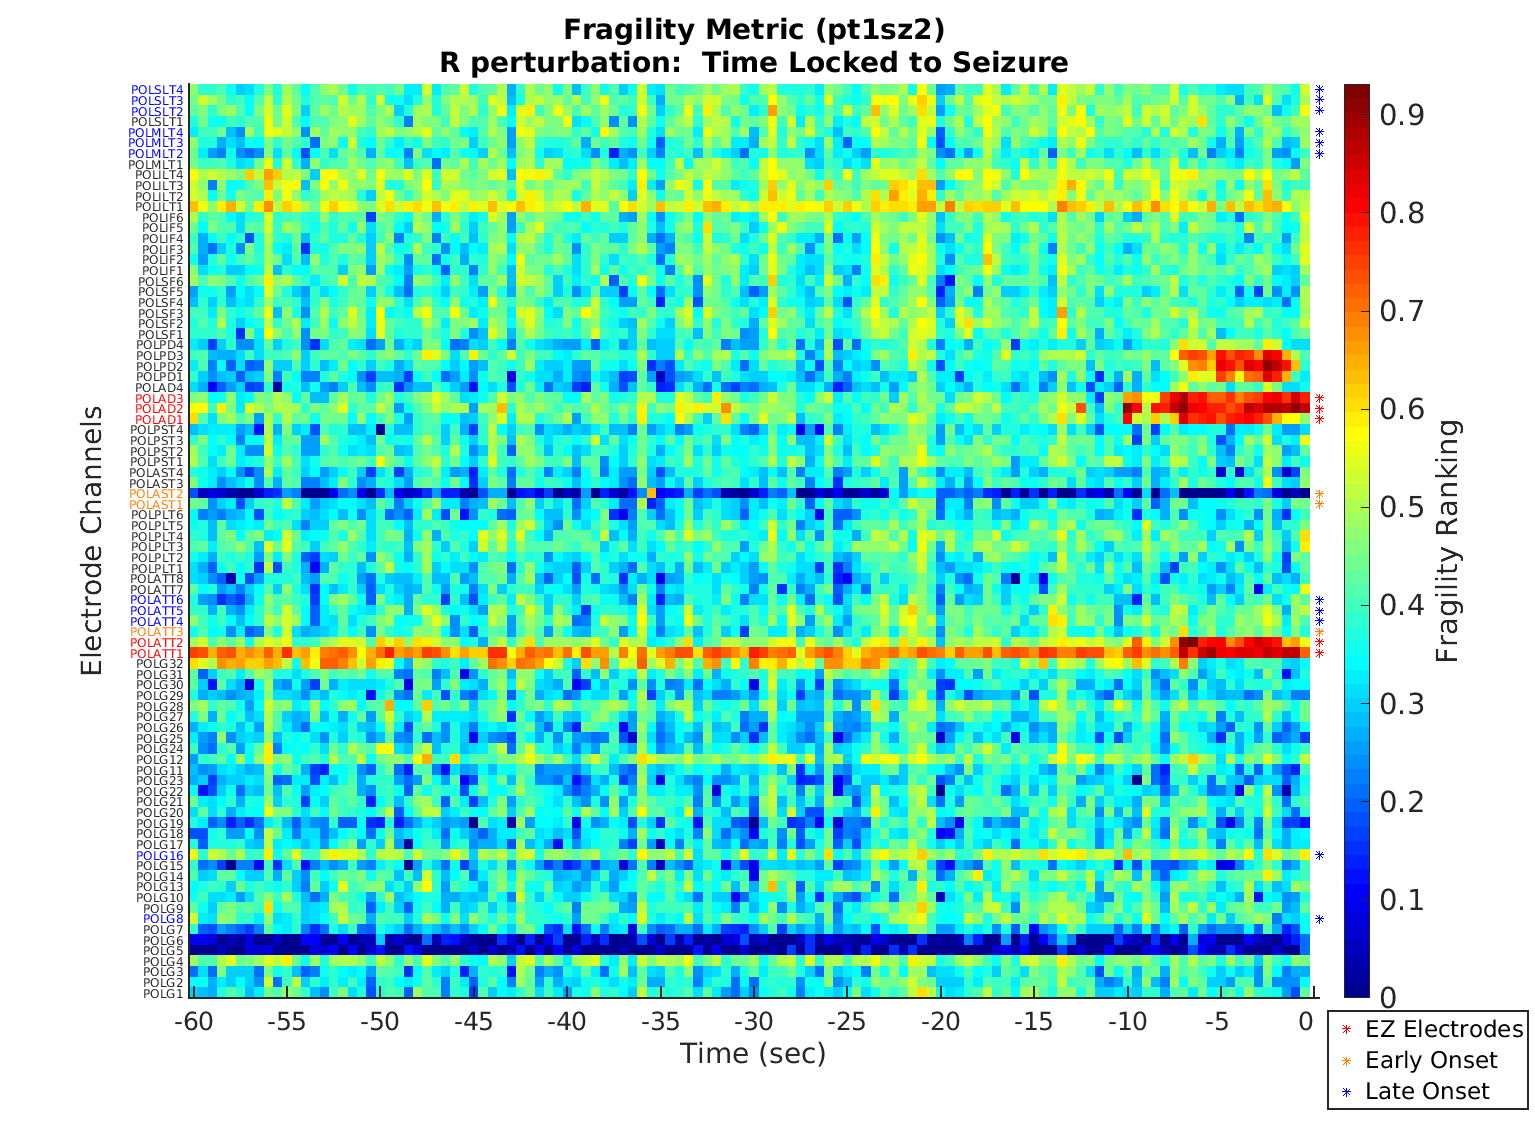 Fragility Metric (pt1sz2)
R perturbation:  Time Locked to Seizure
POLSLT4
POLSLT3
POLSLT2
POLSLT1
POLMLT4
POLMLT3
POLMLT2
POLMLT1
POLILT4
POLILT3
POLILT2
POLILT1
POLIF6
POLIF5
POLIF4
POLIF3
POLIF2
POLIF1
POLSF6
POLSF5
POLSF4
POLSF3
POLSF2
POLSF1
POLPD4
POLPD3
POLPD2
POLPD1
POLAD4
POLAD3
POLAD2
POLAD1
POLPST4
POLPST3
POLPST2
POLPST1
POLAST4
POLAST3
POLAST2
POLAST1
POLPLT6
POLPLT5
POLPLT4
POLPLT3
POLPLT2
POLPLT1
POLATT8
POLATT7
POLATT6
POLATT5
POLATT4
POLATT3
POLATT2
POLATT1
POLG32
POLG31
POLG30
POLG29
POLG28
POLG27
POLG26
POLG25
POLG24
POLG12
POLG11
POLG23
POLG22
POLG21
POLG20
POLG19
POLG18
POLG17
POLG16
POLG15
POLG14
POLG13
POLG10
POLG9
POLG8
POLG7
POLG6
POLG5
POLG4
POLG3
POLG2
POLG1
Electrode Channels
-60 -55 -50 -45 -40 -35 -30 -25 -20 -15 -10 -5 0
Time (sec)
0.9
0.8
0.7
0.6
0.5
0.4
0.3
0.2
0.1
0
Fragility Ranking
EZ Electrodes
Early Onset
Late Onset